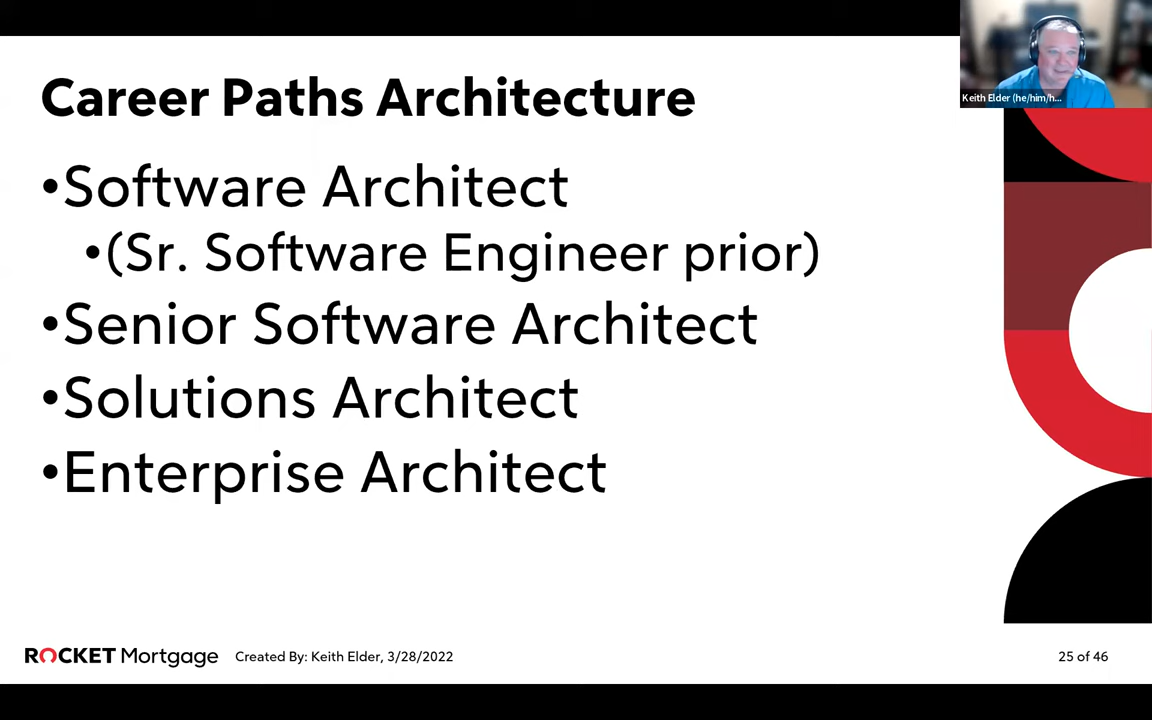 Keith Elder (he/him/h...
Career Paths Architecture
•Software Architect
•(Sr. Software Engineer prior)
•Senior Software Architect
•Solutions Architect
•Enterprise Architect
ROCKET Mortgage
Created By: Keith Elder, 3/28/2022
25 of 46